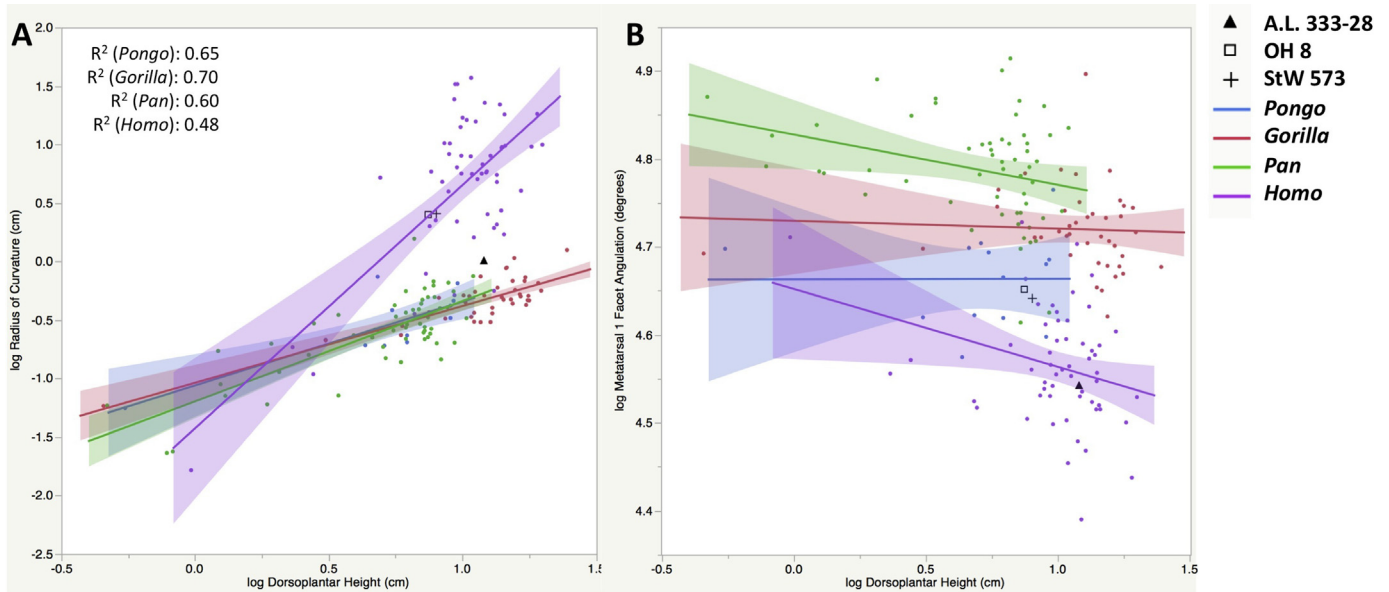 A
R² (Pongo): 0.65
R² (Gorilla): 0.70
R² (Pan): 0.60
R² (Homo): 0.48
log Radius of Curvature (cm)
2.0
1.5
1.0
0.5
0.0
-0.5
-1.0
-1.5
-2.0
-2.5
-0.5 0.0 0.5 1.0 1.5
log Dorsoplantar Height (cm)
B
log Metatarsal 1 Facet Angulation (degrees)
4.9
4.8
4.7
4.6
4.5
4.4
-0.5 0.0 0.5 1.0 1.5
log Dorsoplantar Height (cm)
A.L. 333-28
OH 8
StW 573
Pongo
Gorilla
Pan
Homo